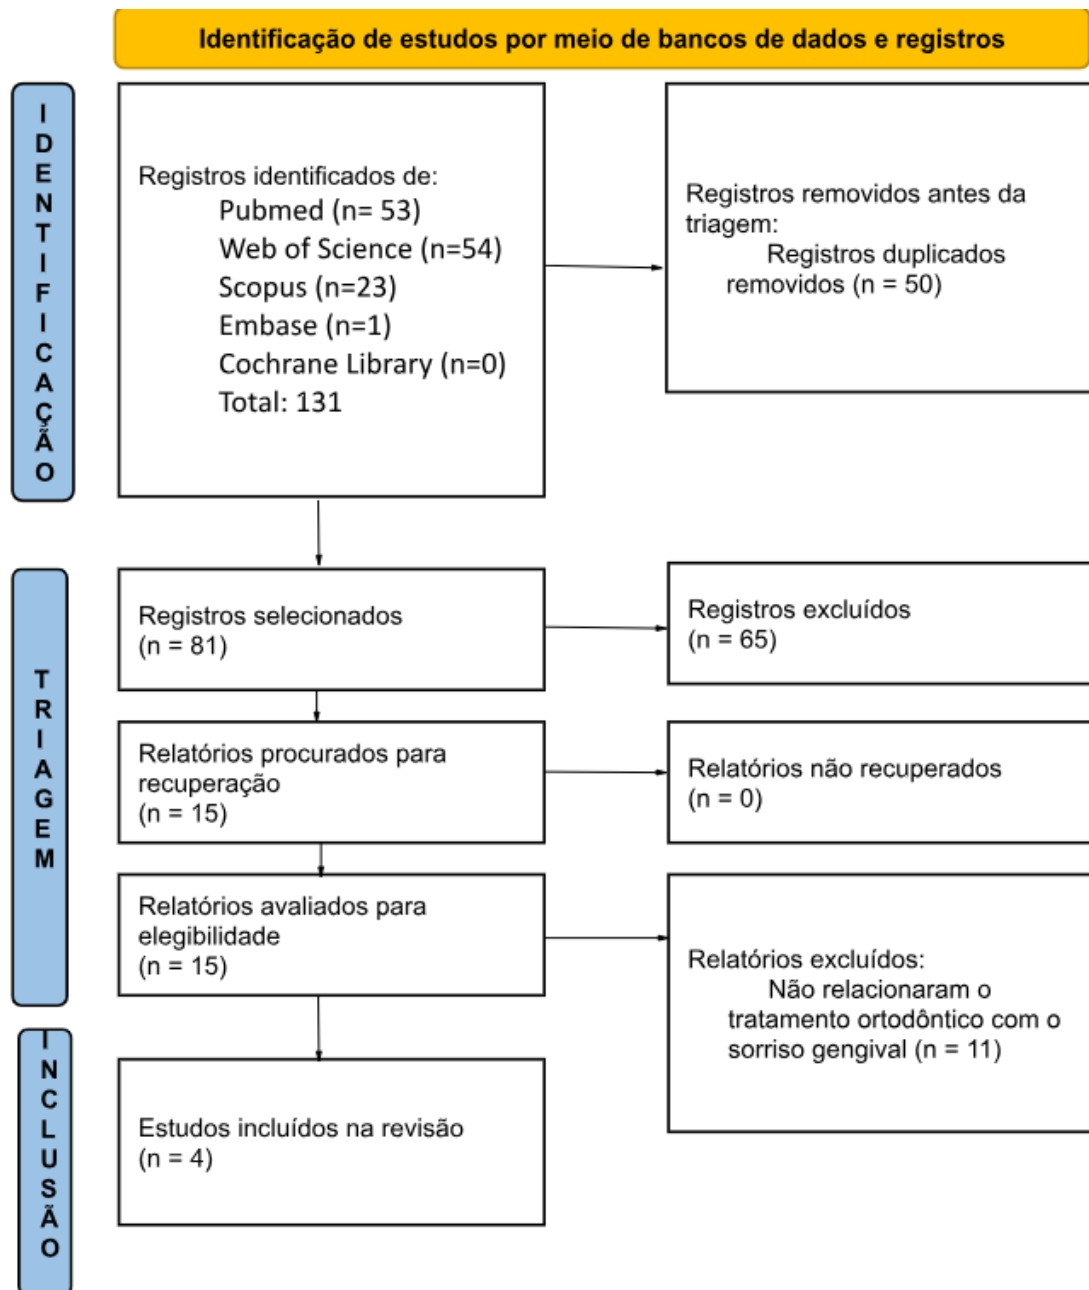 Identificação de estudos por meio de bancos de dados e registros
IDENTIFICAÇÃO
Registros identificados de:
Pubmed (n= 53)
Web of Science (n=54)
Scopus (n=23)
Embase (n=1)
Cochrane Library (n=0)
Total: 131
Registros removidos antes da
triagem:
Registros duplicados
removidos (n = 50)
TRIAGEM
Registros selecionados
(n = 81)
Registros excluídos
(n = 65)
Relatórios procurados para
recuperação
(n = 15)
Relatórios não recuperados
(n = 0)
Relatórios avaliados para
elegibilidade
(n = 15)
Relatórios excluídos:
Não relacionaram o
tratamento ortodôntico com o
sorriso gengival (n = 11)
INCLUSÃO
Estudos incluídos na revisão
(n = 4)